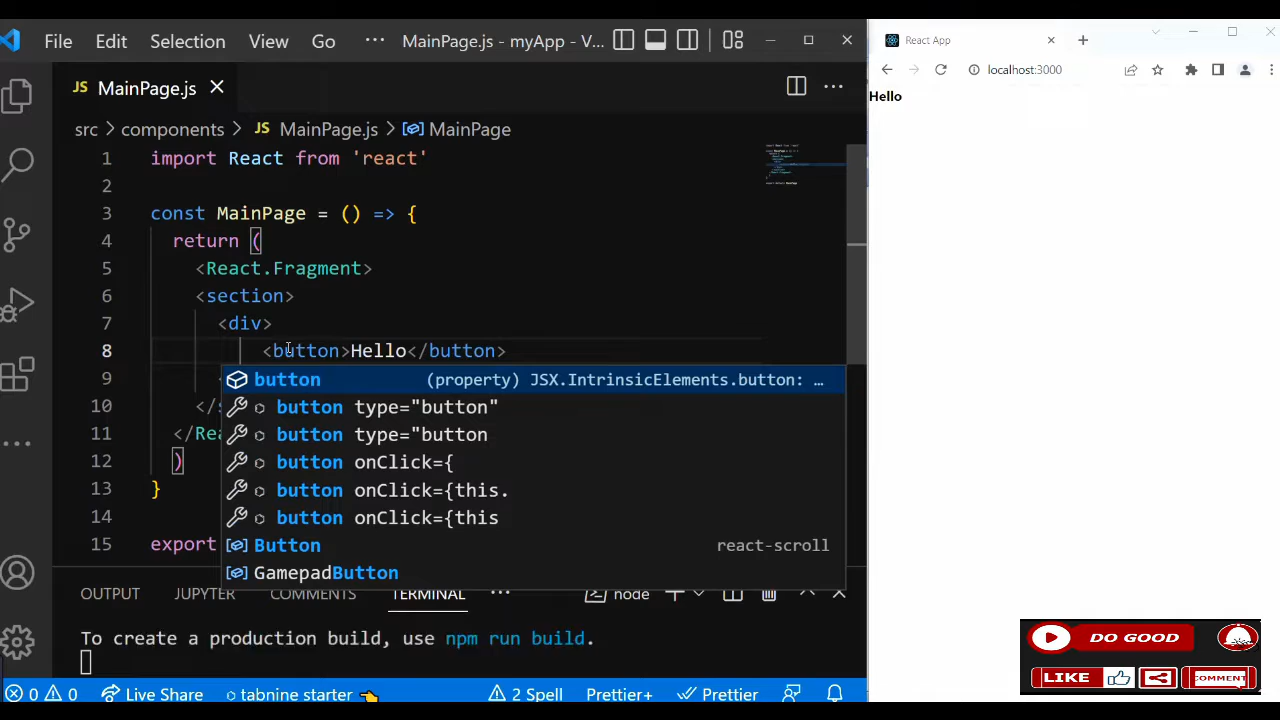 File Edit Selection View Go ··· MainPage.js - myApp - V...
JS MainPage.js
src > components > JS MainPage.js > MainPage
1 import React from 'react'
2
3 const MainPage = () => {
4 return (
5 <React.Fragment>
6 <section>
7 <div>
8 <button>Hello</button>
9 <
10 </s
11 </Rea
12 )
13 }
14
15 export
button (property) JSX.IntrinsicElements.button: …
button type="button"
button type="button
button onClick={
button onClick={this.
button onClick={this
Button react-scroll
GamepadButton
OUTPUT JUPYTER COMMENTS TERMINAL ··· node
To create a production build, use npm run build.
0 0 Live Share tabnine starter 2 Spell Prettier+ Prettier
React App
localhost:3000
Hello
DO GOOD
LIKE COMMENT